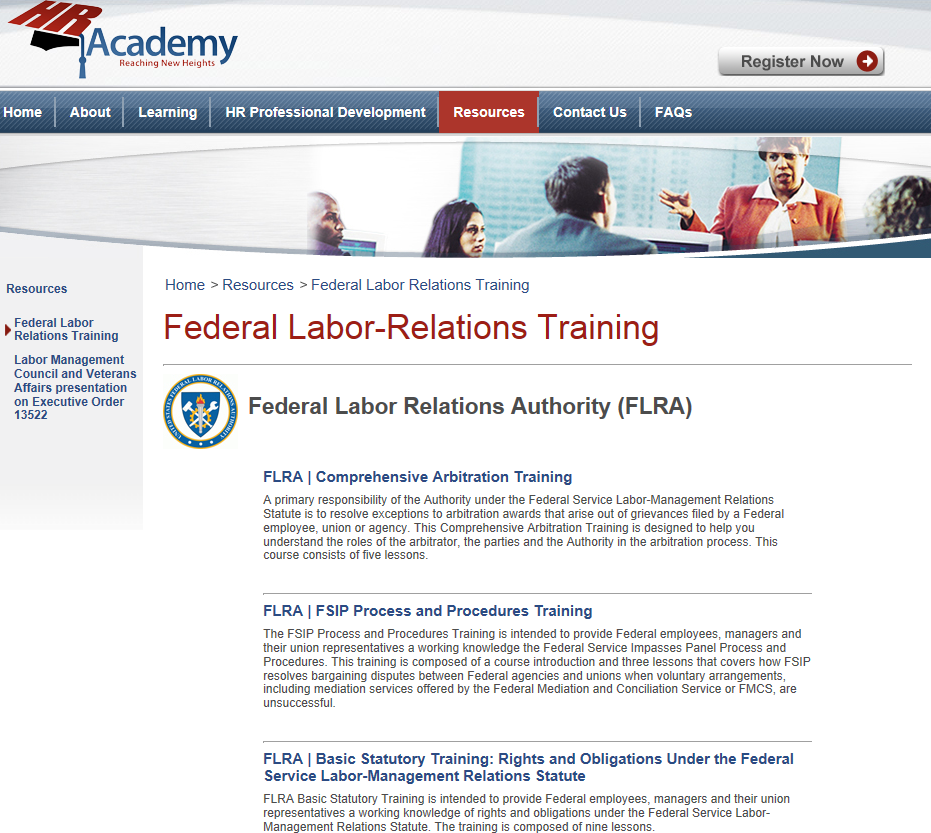 HR
Academy
Reaching New Heights
Register Now
Home
About
Learning
HR Professional Development
Resources
Contact Us
FAQs
Resources
Federal Labor
Relations Training
Labor Management
Council and Veterans
Affairs presentation
on Executive Order
13522
Home > Resources > Federal Labor Relations Training
Federal Labor-Relations Training
UNITED STATES FEDERAL LABOR RELATIONS AUTHORITY
Federal Labor Relations Authority (FLRA)
FLRA | Comprehensive Arbitration Training
A primary responsibility of the Authority under the Federal Service Labor-Management Relations
Statute is to resolve exceptions to arbitration awards that arise out of grievances filed by a Federal
employee, union or agency. This Comprehensive Arbitration Training is designed to help you
understand the roles of the arbitrator, the parties and the Authority in the arbitration process. This
course consists of five lessons.
FLRA | FSIP Process and Procedures Training
The FSIP Process and Procedures Training is intended to provide Federal employees, managers and
their union representatives a working knowledge the Federal Service Impasses Panel Process and
Procedures. This training is composed of a course introduction and three lessons that covers how FSIP
resolves bargaining disputes between Federal agencies and unions when voluntary arrangements,
including mediation services offered by the Federal Mediation and Conciliation Service or FMCS, are
unsuccessful.
FLRA | Basic Statutory Training: Rights and Obligations Under the Federal
Service Labor-Management Relations Statute
FLRA Basic Statutory Training is intended to provide Federal employees, managers and their union
representatives a working knowledge of rights and obligations under the Federal Service Labor-
Management Relations Statute. The training is composed of nine lessons.